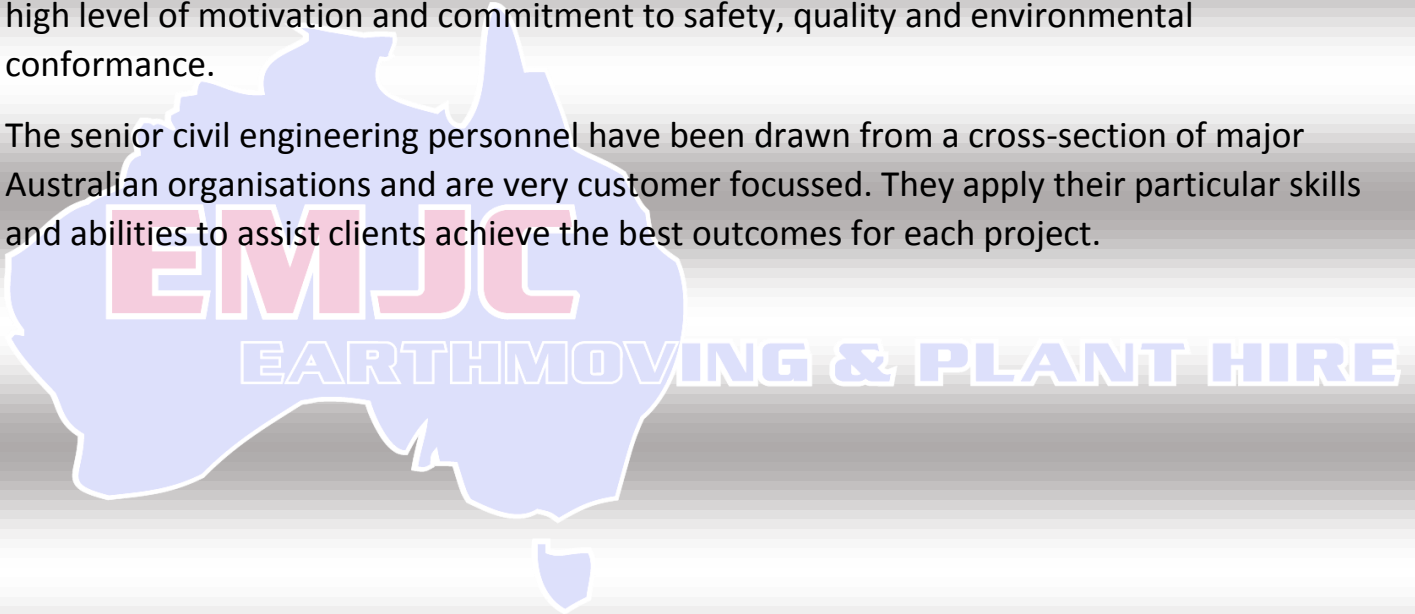 high level of motivation and commitment to safety, quality and environmental
conformance.
The senior civil engineering personnel have been drawn from a cross-section of major
Australian organisations and are very customer focussed. They apply their particular skills
and abilities to assist clients achieve the best outcomes for each project.
EMJC
EARTHMOVING & PLANT HIRE